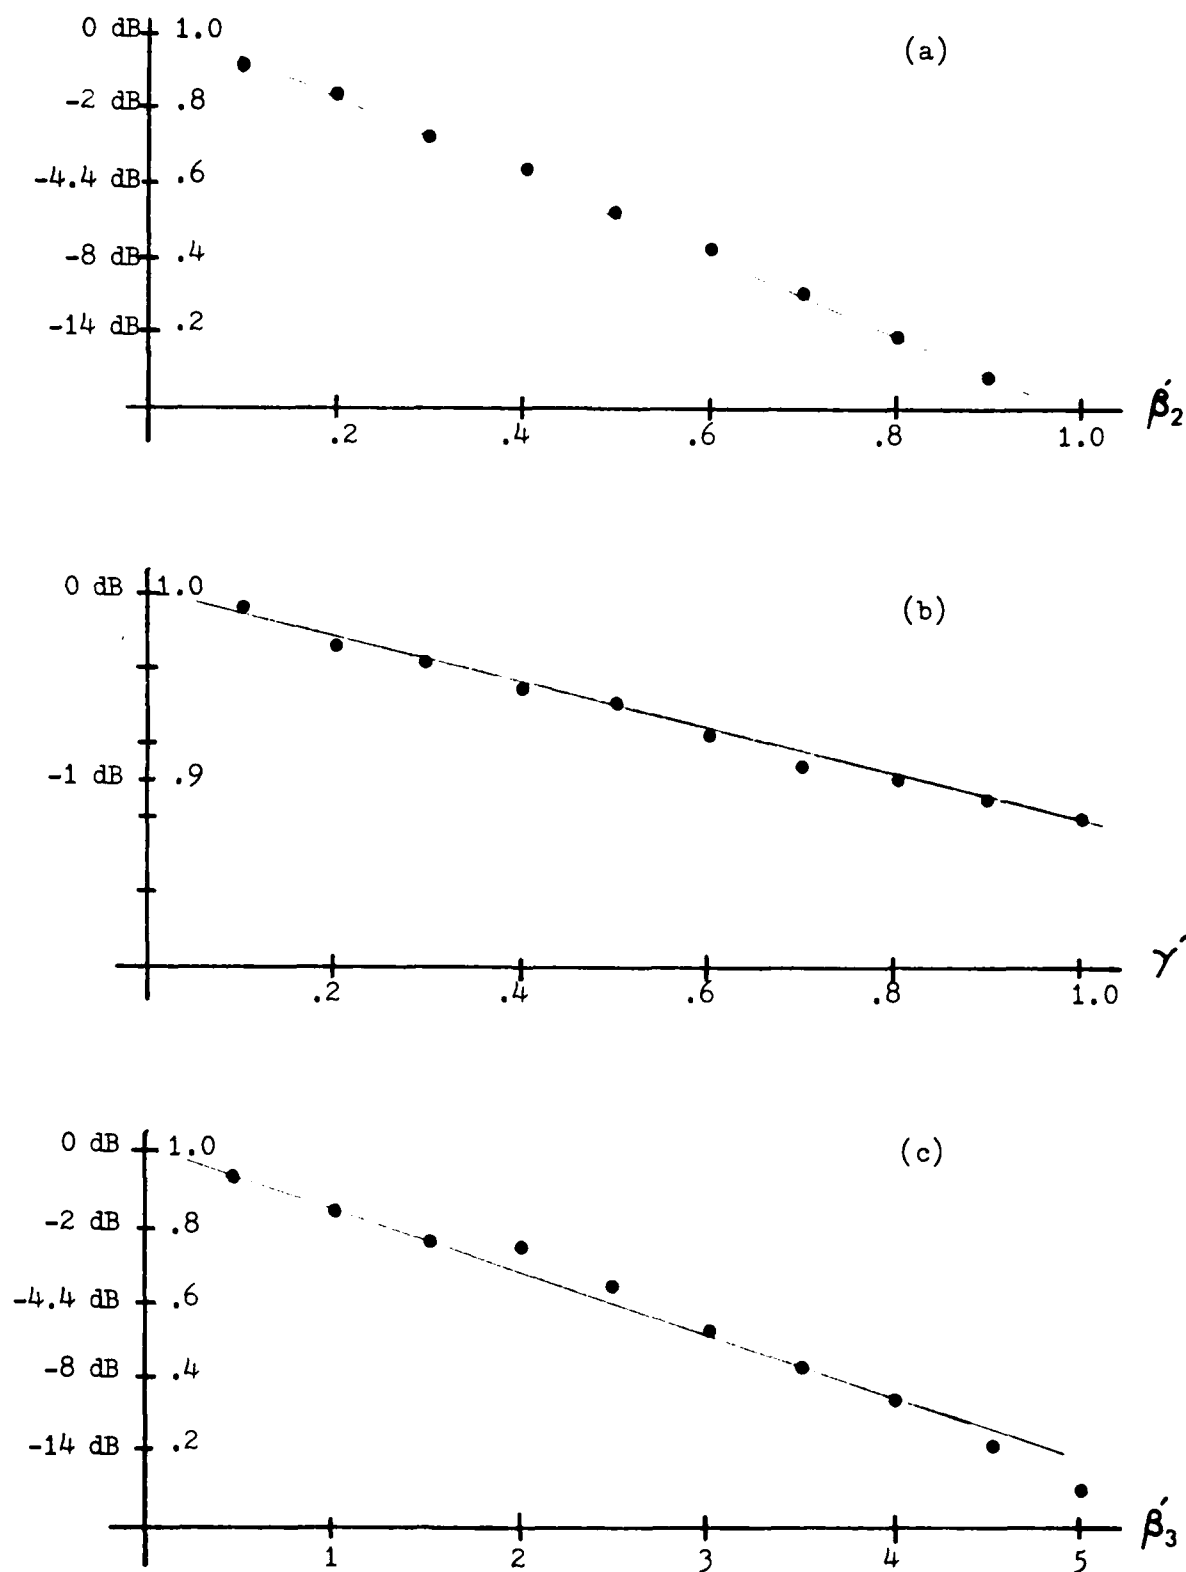 0 dB 1.0
(a)
-2 dB .8
-4.4 dB .6
-8 dB .4
-14 dB .2
.2 .4 .6 .8 1.0
β′₂
0 dB 1.0
(b)
-1 dB .9
.2 .4 .6 .8 1.0
γ′
0 dB 1.0
(c)
-2 dB .8
-4.4 dB .6
-8 dB .4
-14 dB .2
1 2 3 4 5
β′₃